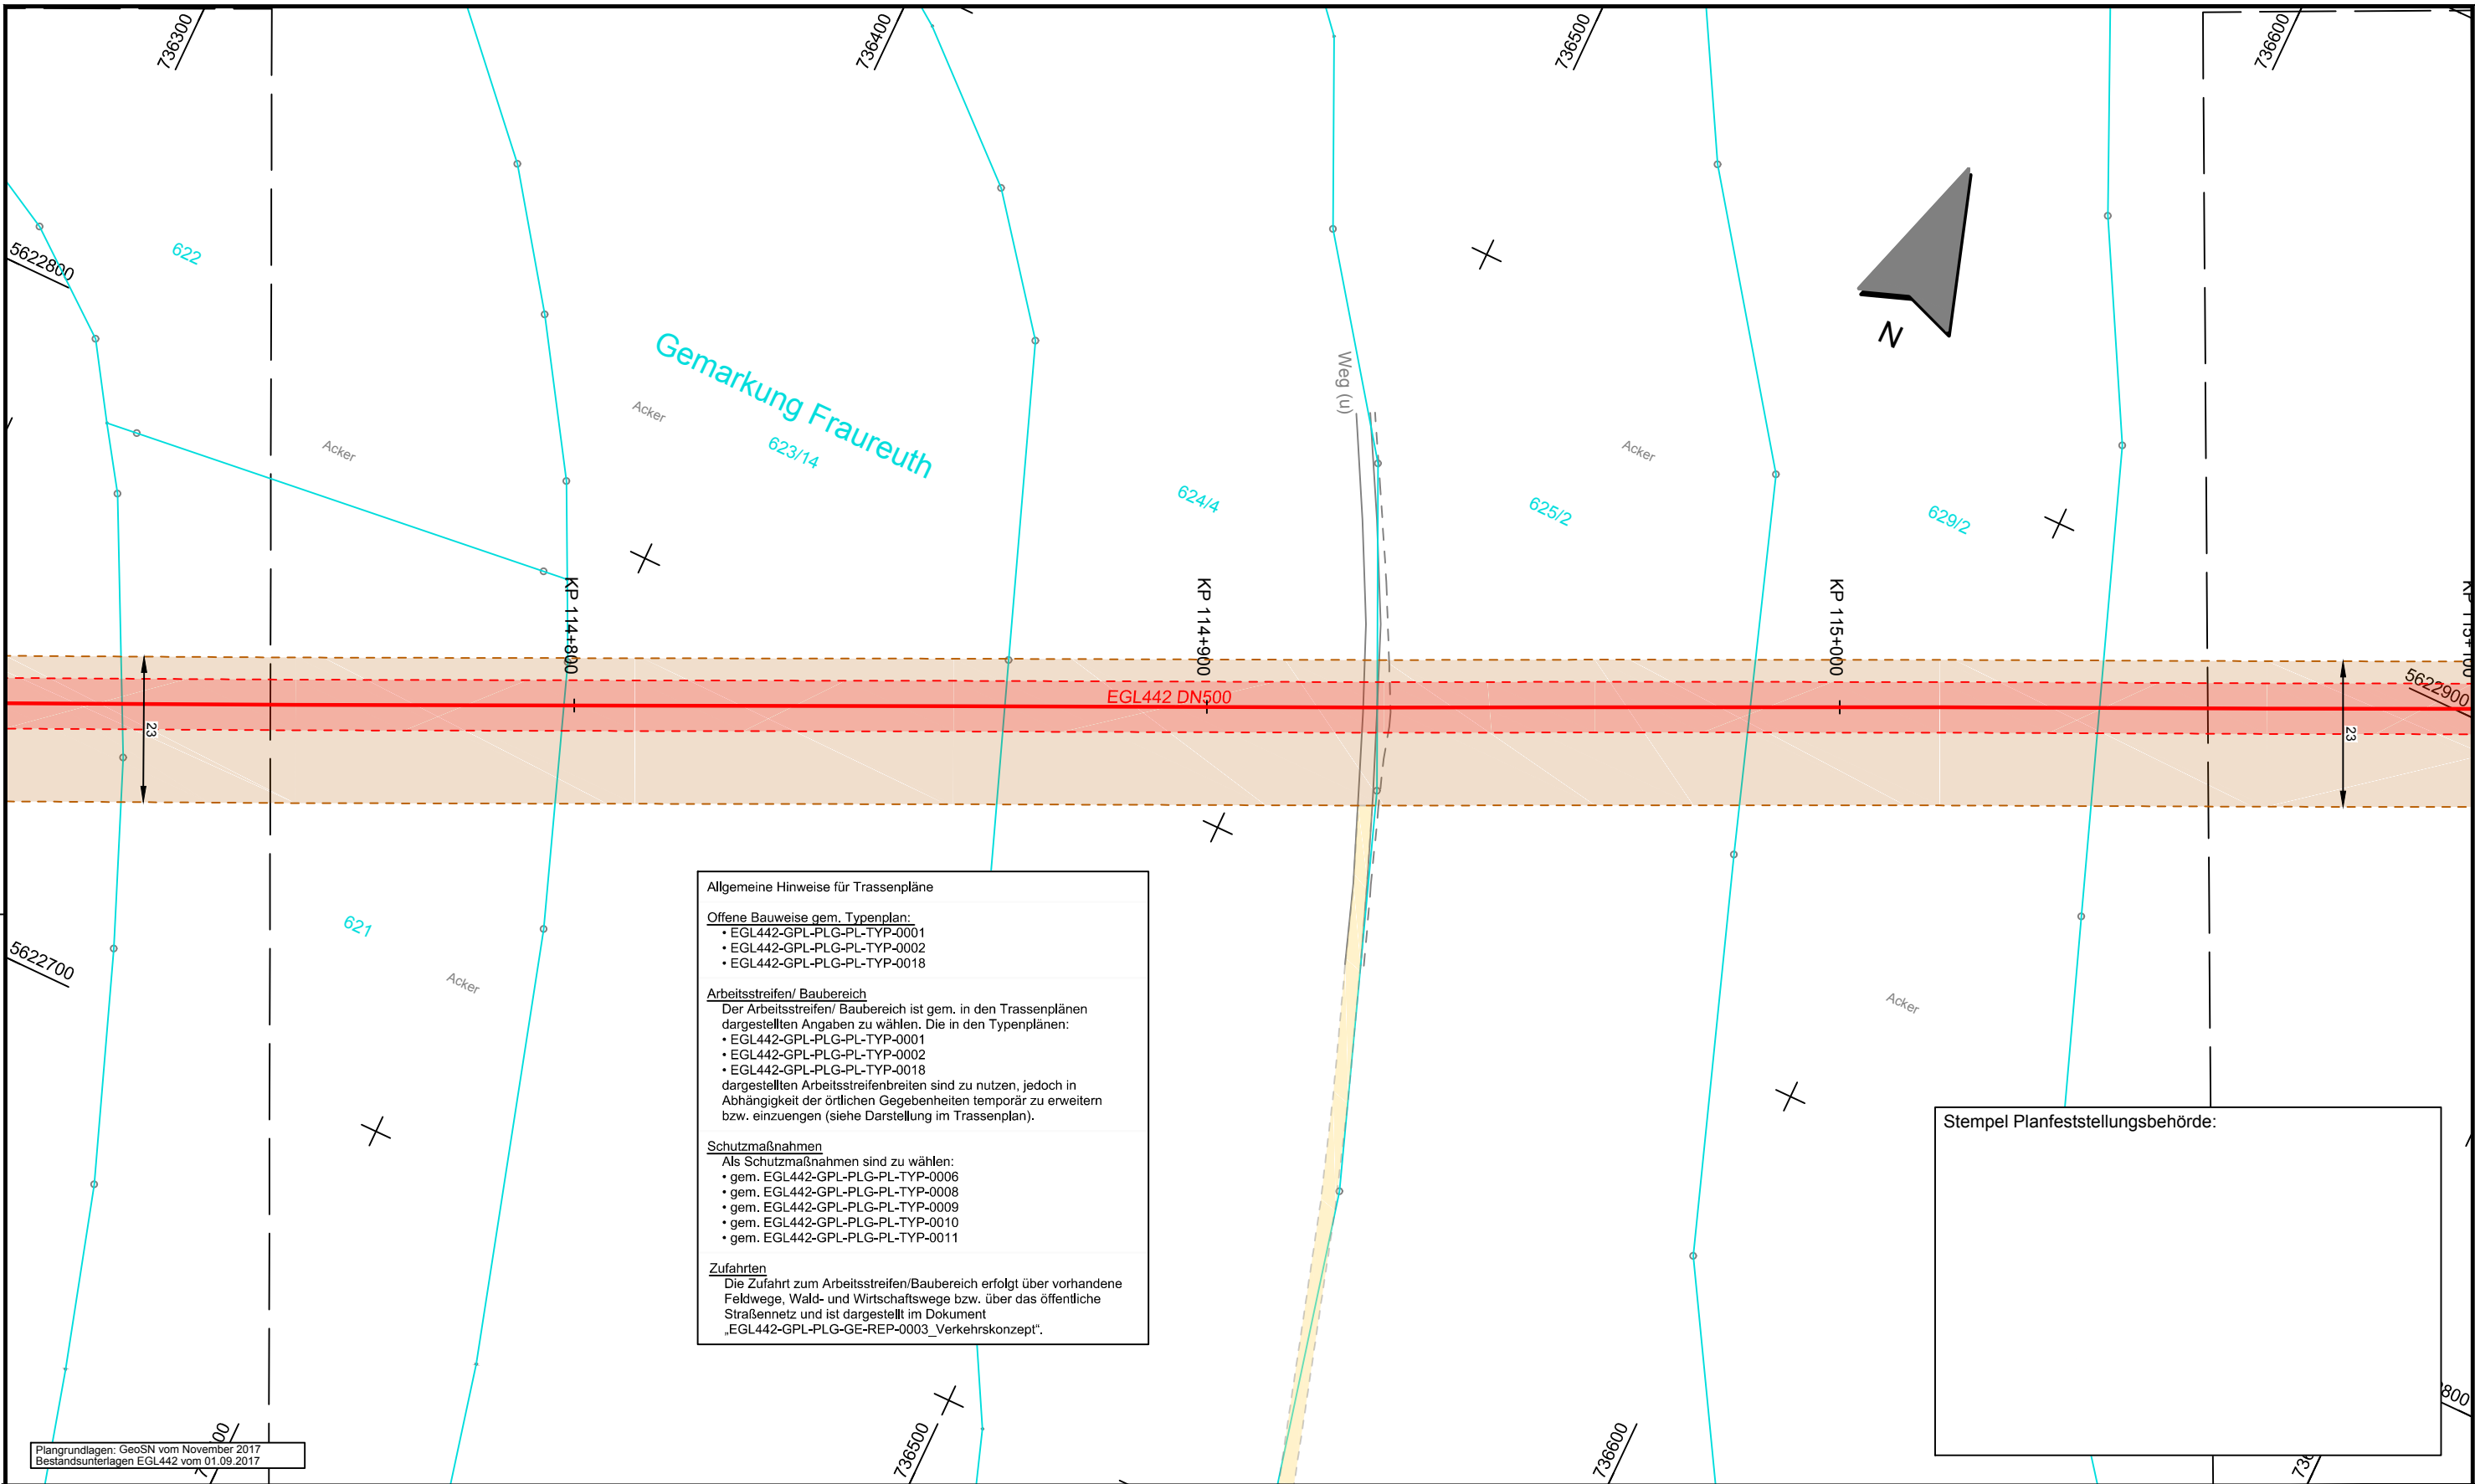 736300
736400
736500
736600
622
5622800
N
Gemarkung Fraureuth
Weg (u)
Acker
Acker
623/14
Acker
624/4
625/2
629/2
KP 114+800
KP 114+900
KP 115+000
KP 115+100
5622900
EGL442 DN500
23
23
621
5622700
Acker
Acker
Allgemeine Hinweise für Trassenpläne
Offene Bauweise gem. Typenplan:
• EGL442-GPL-PLG-PL-TYP-0001
• EGL442-GPL-PLG-PL-TYP-0002
• EGL442-GPL-PLG-PL-TYP-0018
Arbeitsstreifen/ Baubereich
Der Arbeitsstreifen/ Baubereich ist gem. in den Trassenplänen
dargestellten Angaben zu wählen. Die in den Typenplänen:
• EGL442-GPL-PLG-PL-TYP-0001
• EGL442-GPL-PLG-PL-TYP-0002
• EGL442-GPL-PLG-PL-TYP-0018
dargestellten Arbeitsstreifenbreiten sind zu nutzen, jedoch in
Abhängigkeit der örtlichen Gegebenheiten temporär zu erweitern
bzw. einzuengen (siehe Darstellung im Trassenplan).
Schutzmaßnahmen
Als Schutzmaßnahmen sind zu wählen:
• gem. EGL442-GPL-PLG-PL-TYP-0006
• gem. EGL442-GPL-PLG-PL-TYP-0008
• gem. EGL442-GPL-PLG-PL-TYP-0009
• gem. EGL442-GPL-PLG-PL-TYP-0010
• gem. EGL442-GPL-PLG-PL-TYP-0011
Zufahrten
Die Zufahrt zum Arbeitsstreifen/Baubereich erfolgt über vorhandene
Feldwege, Wald- und Wirtschaftswege bzw. über das öffentliche
Straßennetz und ist dargestellt im Dokument
„EGL442-GPL-PLG-GE-REP-0003_Verkehrskonzept“.
Stempel Planfeststellungsbehörde:
736500
736600
Plangrundlagen: GeoSN vom November 2017
Bestandsunterlagen EGL442 vom 01.09.2017